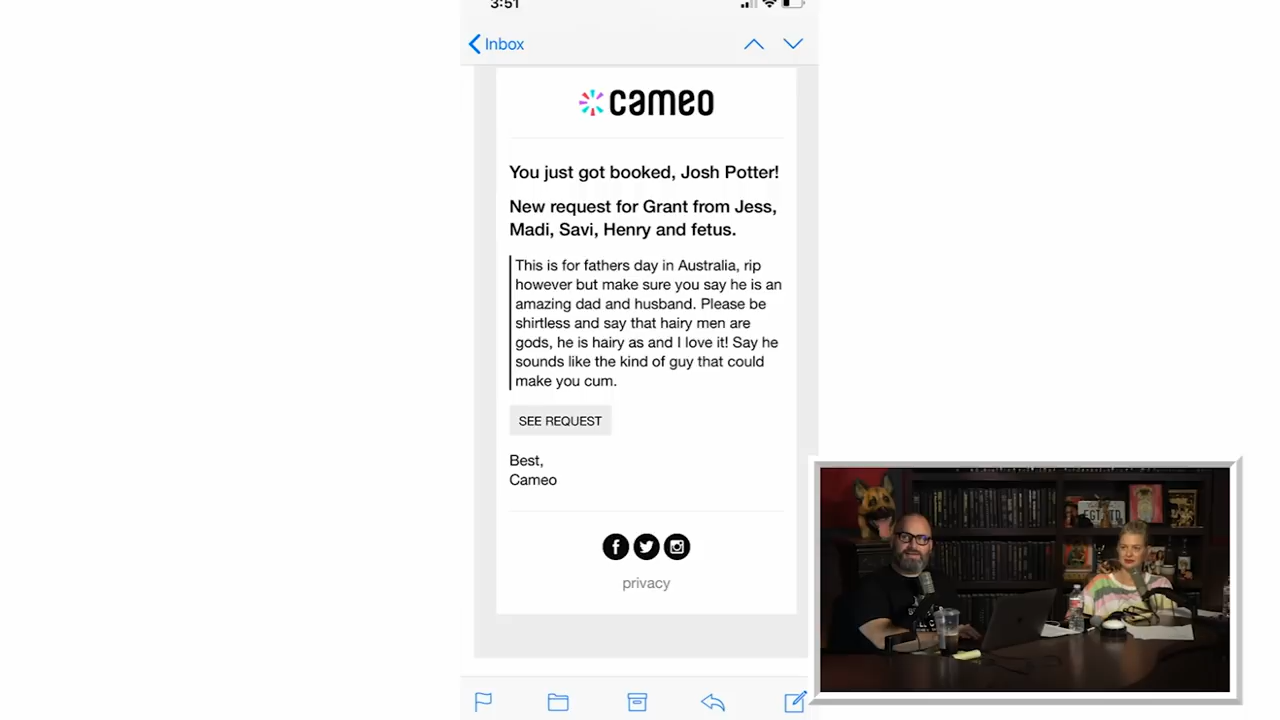 3:51
Inbox
cameo
You just got booked, Josh Potter!
New request for Grant from Jess,
Madi, Savi, Henry and fetus.
This is for fathers day in Australia, rip
however but make sure you say he is an
amazing dad and husband. Please be
shirtless and say that hairy men are
gods, he is hairy as and I love it! Say he
sounds like the kind of guy that could
make you cum.
SEE REQUEST
Best,
Cameo
privacy